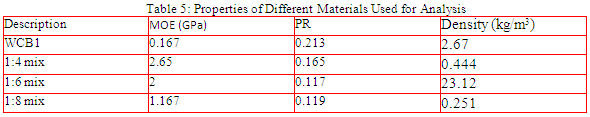 Table 5: Properties of Different Materials Used for Analysis
Description MOE (GPa) PR Density (kg/m³)
WCB1 0.167 0.213 2.67
1:4 mix 2.65 0.165 0.444
1:6 mix 2 0.117 23.12
1:8 mix 1.167 0.119 0.251